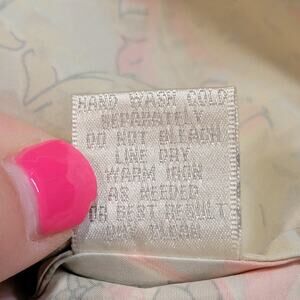 HAND WASH COLD
SEPARATELY
DO NOT BLEACH
LINE DRY
WARM IRON
AS NEEDED
OR BEST RESULT
DRY CLEAN